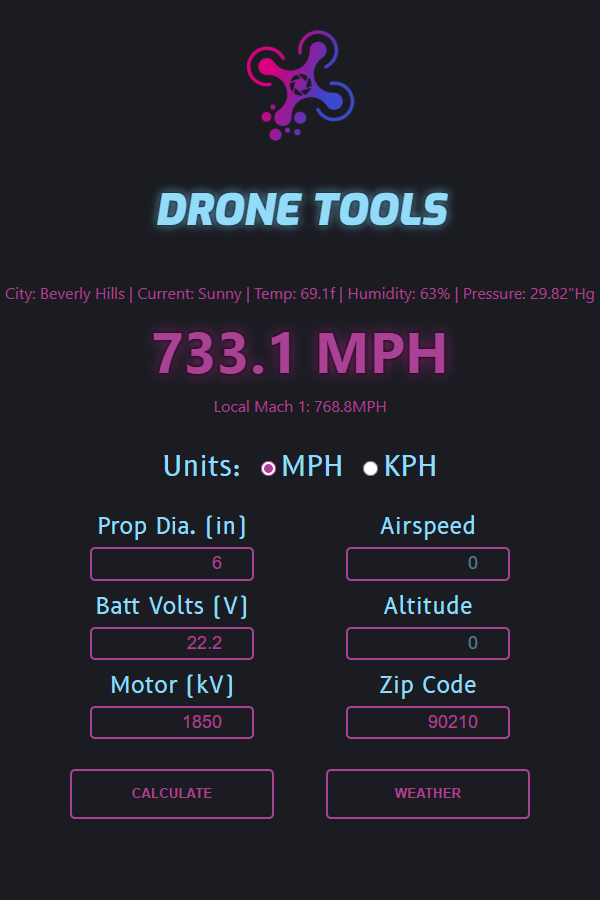 DRONE TOOLS
City: Beverly Hills | Current: Sunny | Temp: 69.1f | Humidity: 63% | Pressure: 29.82"Hg
733.1 MPH
Local Mach 1: 768.8MPH
Units: MPH KPH
Prop Dia. (in) Airspeed
6 0
Batt Volts (V) Altitude
22.2 0
Motor (kV) Zip Code
1850 90210
CALCULATE WEATHER